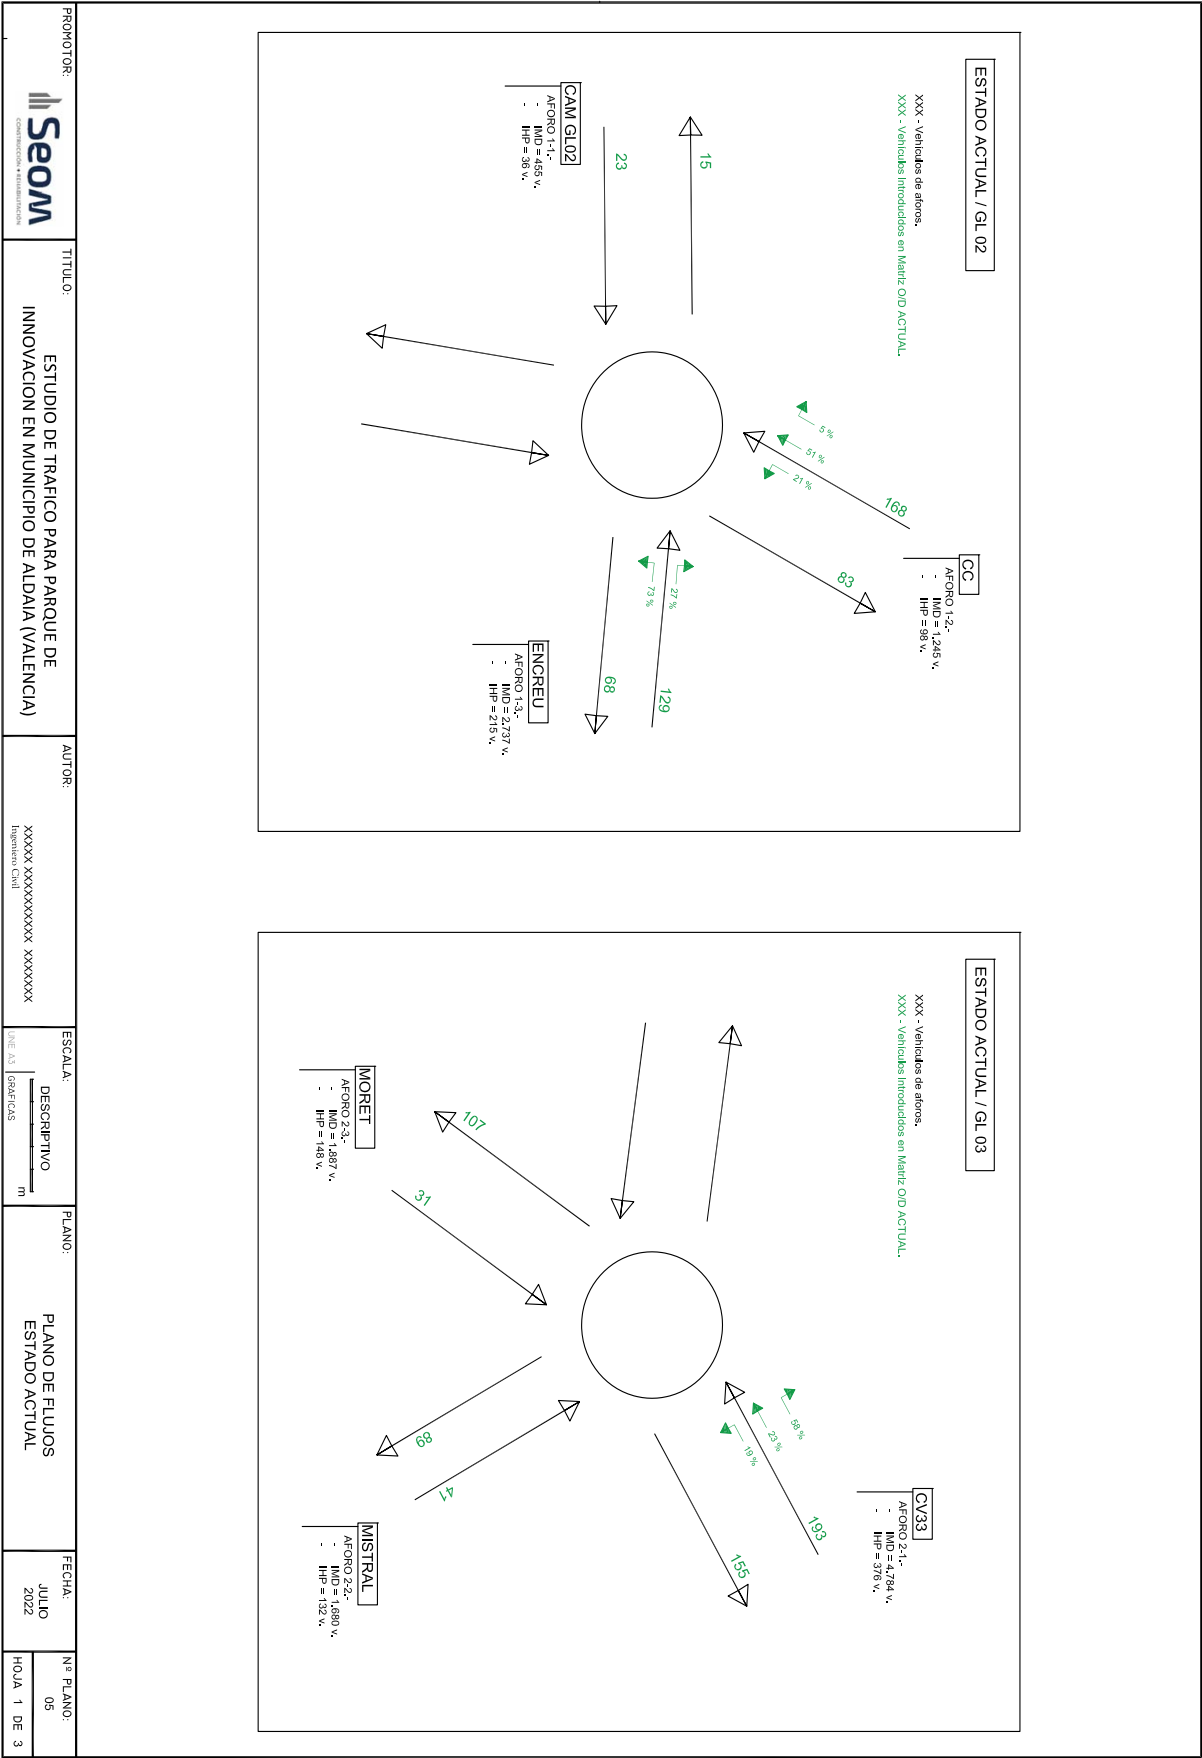 ESTADO ACTUAL / GL 02
XXX - Vehiculos de aforos.
XXX - Vehiculos Introducidos en Matriz O/D ACTUAL.
CAM GL02
AFORO 1-1.-
- IMD = 455 v.
- IHP = 36 v.
15
23
5 %
51 %
21 %
168
83
CC
AFORO 1-2.-
- IMD = 1.245 v.
- IHP = 98 v.
27 %
73 %
129
68
ENCREU
AFORO 1-3.-
- IMD = 2.737 v.
- IHP = 215 v.
ESTADO ACTUAL / GL 03
XXX - Vehiculos de aforos.
XXX - Vehiculos Introducidos en Matriz O/D ACTUAL.
MORET
AFORO 2-3.-
- IMD = 1.887 v.
- IHP = 148 v.
107
31
58 %
23 %
19 %
193
155
CV33
AFORO 2-1.-
- IMD = 4.784 v.
- IHP = 376 v.
68
41
MISTRAL
AFORO 2-2.-
- IMD = 1.680 v.
- IHP = 132 v.
PROMOTOR:
Seom
CONSTRUCCIÓN + REHABILITACIÓN
TITULO:
ESTUDIO DE TRAFICO PARA PARQUE DE
INNOVACION EN MUNICIPIO DE ALDAIA (VALENCIA)
AUTOR:
XXXXX XXXXXXXXXXX XXXXXXX
Ingeniero Civil
ESCALA:
DESCRIPTIVO
m
UNE A3
GRAFICAS
PLANO:
PLANO DE FLUJOS
ESTADO ACTUAL
FECHA:
JULIO
2022
Nº PLANO:
05
HOJA 1 DE 3